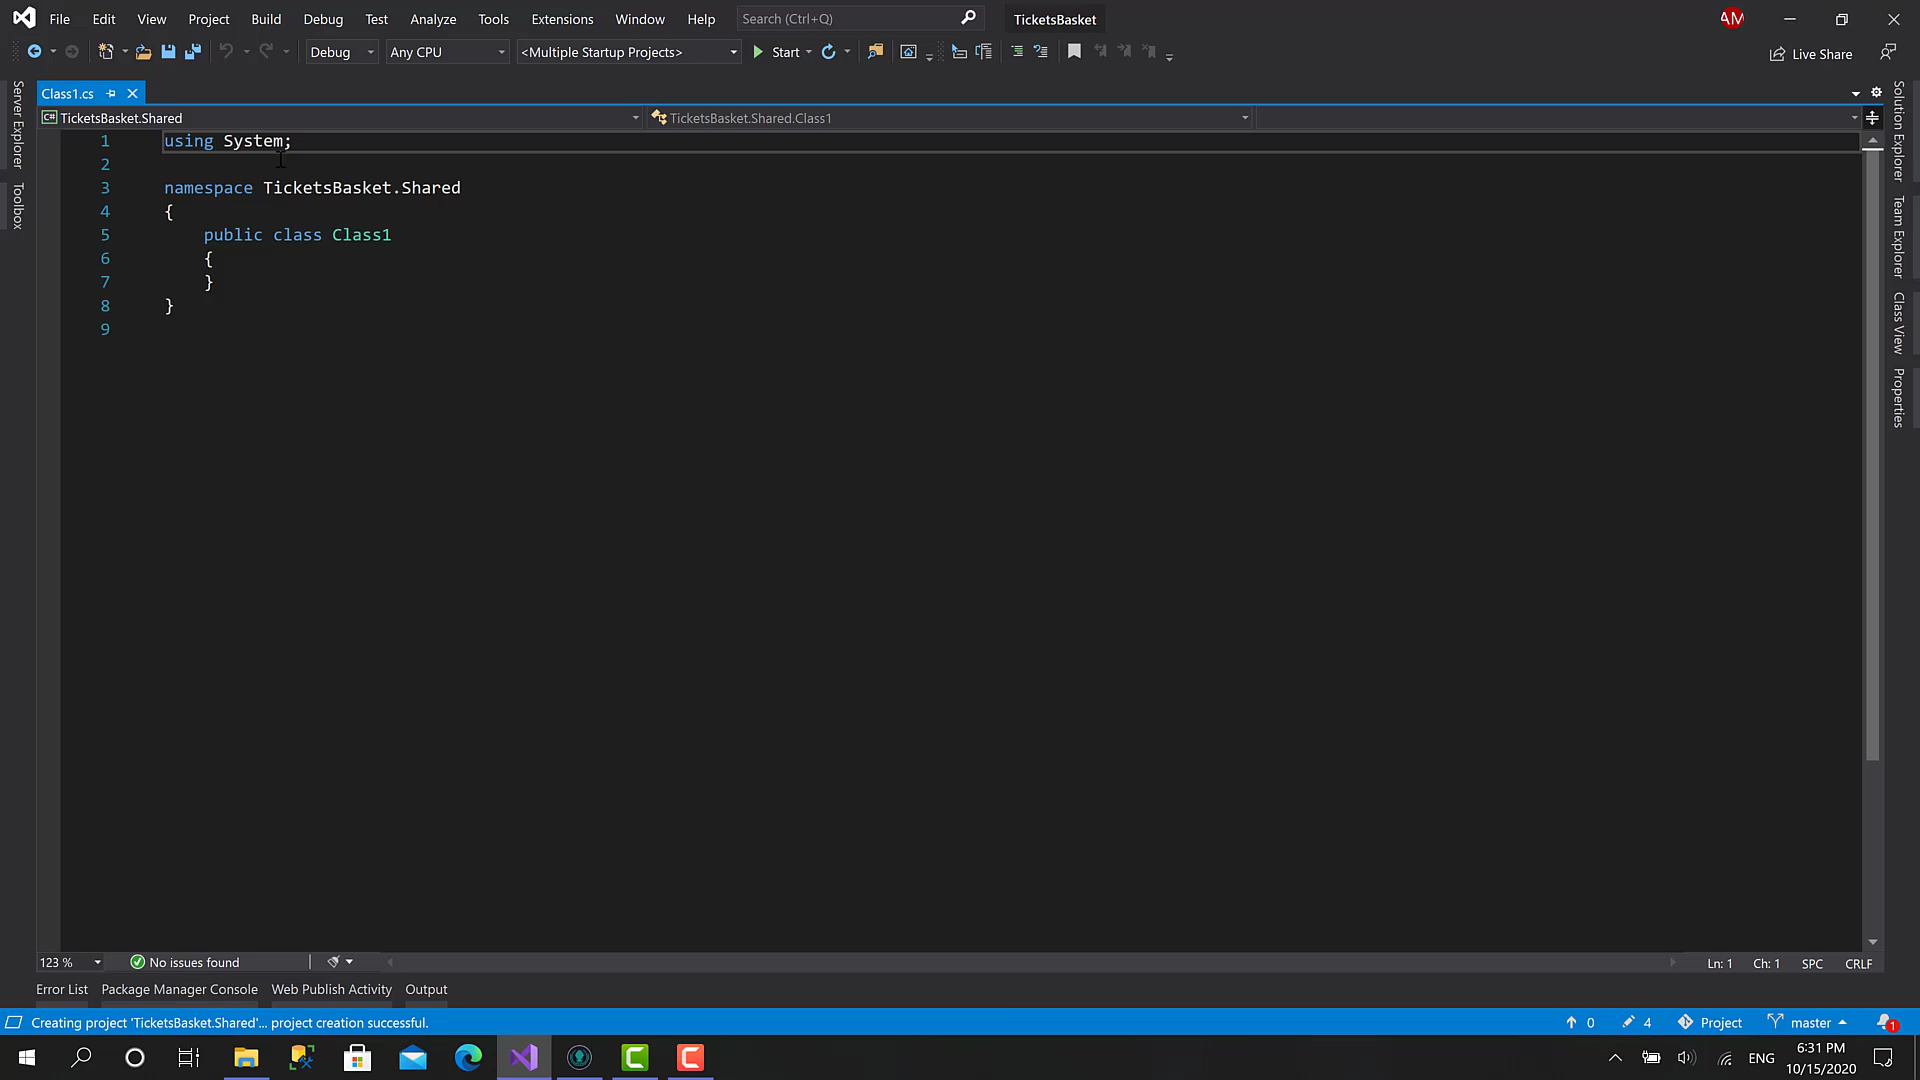 File Edit View Project Build Debug Test Analyze Tools Extensions Window Help Search (Ctrl+Q) TicketsBasket AM
Debug Any CPU <Multiple Startup Projects> Start Live Share
Class1.cs
TicketsBasket.Shared TicketsBasket.Shared.Class1
1 using System;
2
3 namespace TicketsBasket.Shared
4 {
5 public class Class1
6 {
7 }
8 }
9
Server Explorer
Toolbox
Solution Explorer
Team Explorer
Class View
Properties
123 % No issues found Ln: 1 Ch: 1 SPC CRLF
Error List Package Manager Console Web Publish Activity Output
Creating project 'TicketsBasket.Shared'... project creation successful. 0 4 Project master 1
ENG 6:31 PM
10/15/2020